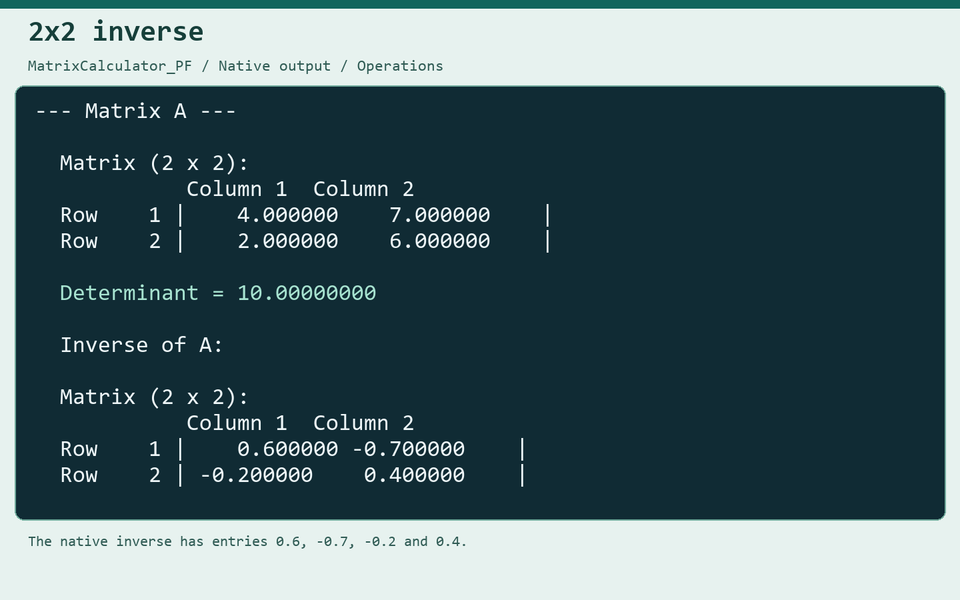 2x2 inverse
MatrixCalculator_PF / Native output / Operations
--- Matrix A ---
Matrix (2 x 2):
Column 1  Column 2
Row    1 |    4.000000    7.000000    |
Row    2 |    2.000000    6.000000    |
Determinant = 10.00000000
Inverse of A:
Matrix (2 x 2):
Column 1  Column 2
Row    1 |    0.600000 -0.700000    |
Row    2 | -0.200000    0.400000    |
The native inverse has entries 0.6, -0.7, -0.2 and 0.4.